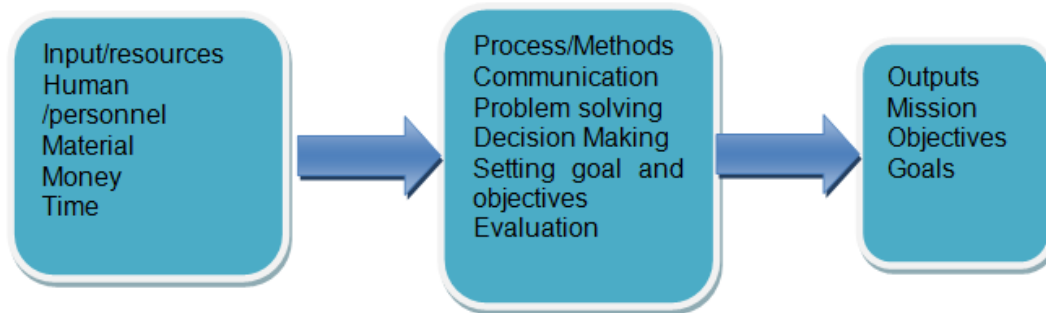 Input/resources
Human
/personnel
Material
Money
Time
Process/Methods
Communication
Problem solving
Decision Making
Setting goal and
objectives
Evaluation
Outputs
Mission
Objectives
Goals